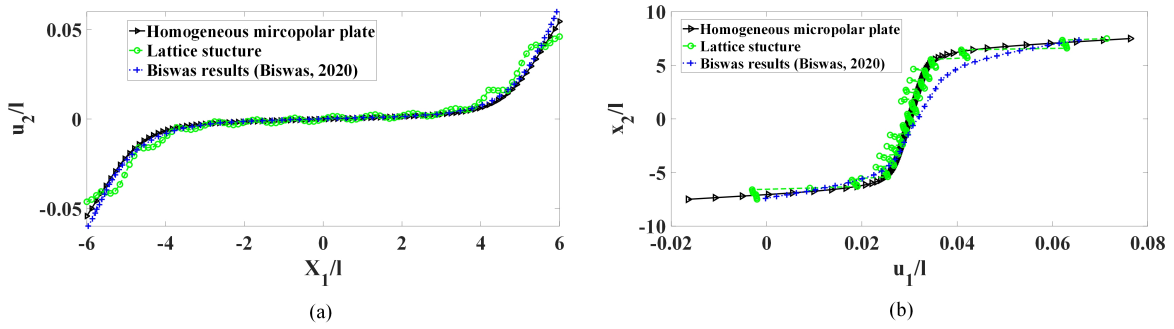 0.05
0
-0.05
u2/l
-6 -4 -2 0 2 4 6
X1/l
Homogeneous mircopolar plate
Lattice stucture
Biswas results (Biswas, 2020)
(a)
10
5
0
-5
-10
x2/l
-0.02 0 0.02 0.04 0.06 0.08
u1/l
Homogeneous mircopolar plate
Lattice stucture
Biswas results (Biswas, 2020)
(b)